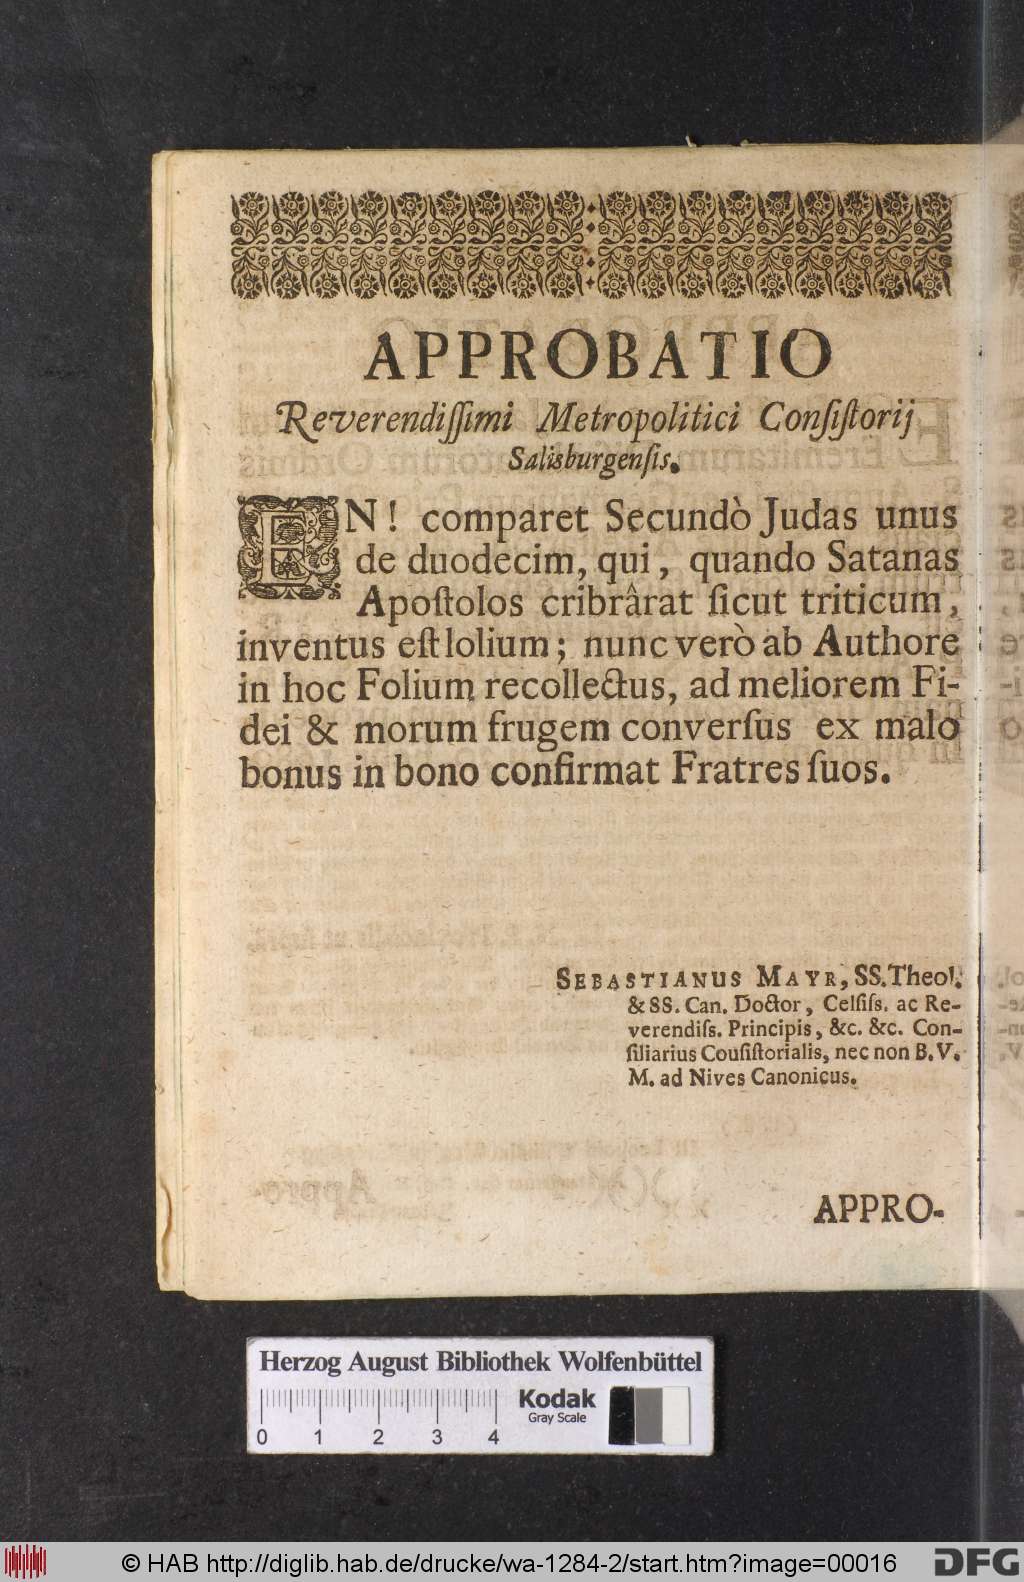 APPROBATIO
Reverendiſſimi Metropolitici Conſiſtorij
Salisburgenſis.
EN! comparet Secundò Judas unus
de duodecim, qui, quando Satanas
Apoſtolos cribrârat ſicut triticum,
inventus eſt lolium; nunc verò ab Authore
in hoc Folium recollectus, ad meliorem Fi-
dei & morum frugem converſus ex malo
bonus in bono confirmat Fratres ſuos.
SEBASTIANUS MAYR, SS. Theol.
& SS. Can. Doctor, Celſiſs. ac Re-
verendiſs. Principis, &c. &c. Con-
ſiliarius Couſiſtorialis, nec non B. V.
M. ad Nives Canonicus.
APPRO-
Herzog August Bibliothek Wolfenbüttel
Kodak
Gray Scale
0 1 2 3 4
© HAB http://diglib.hab.de/drucke/wa-1284-2/start.htm?image=00016
DFG